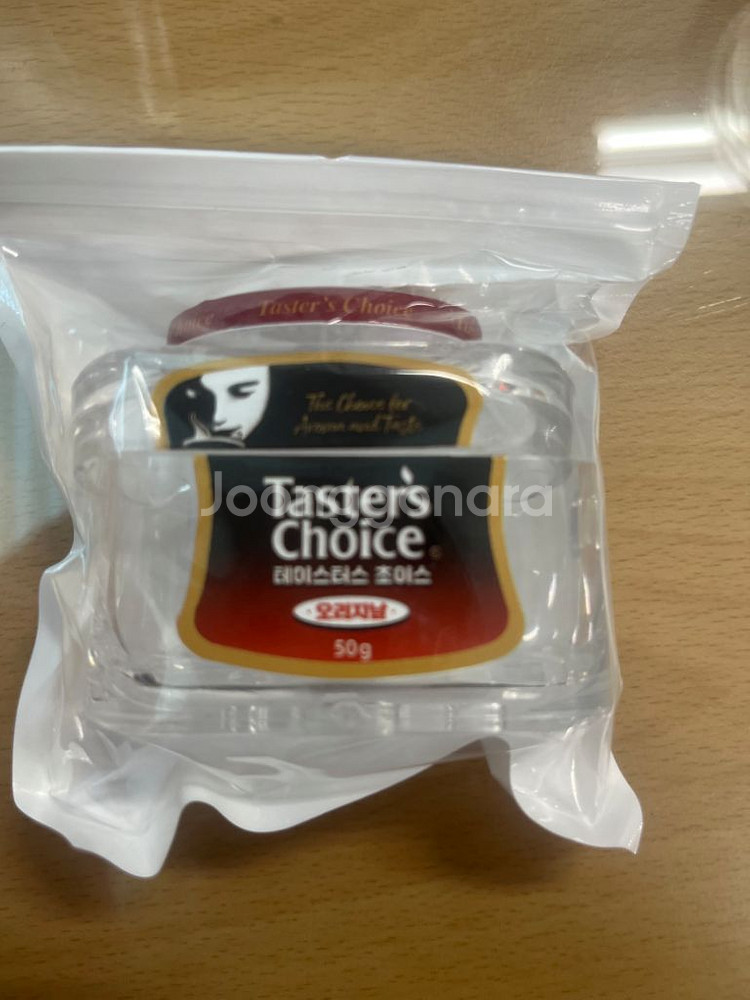 Taster's Choice
The Choice for
Aroma and Taste
Joonggonara
Taster's
Choice
테이스터스 초이스
오리지날
50g